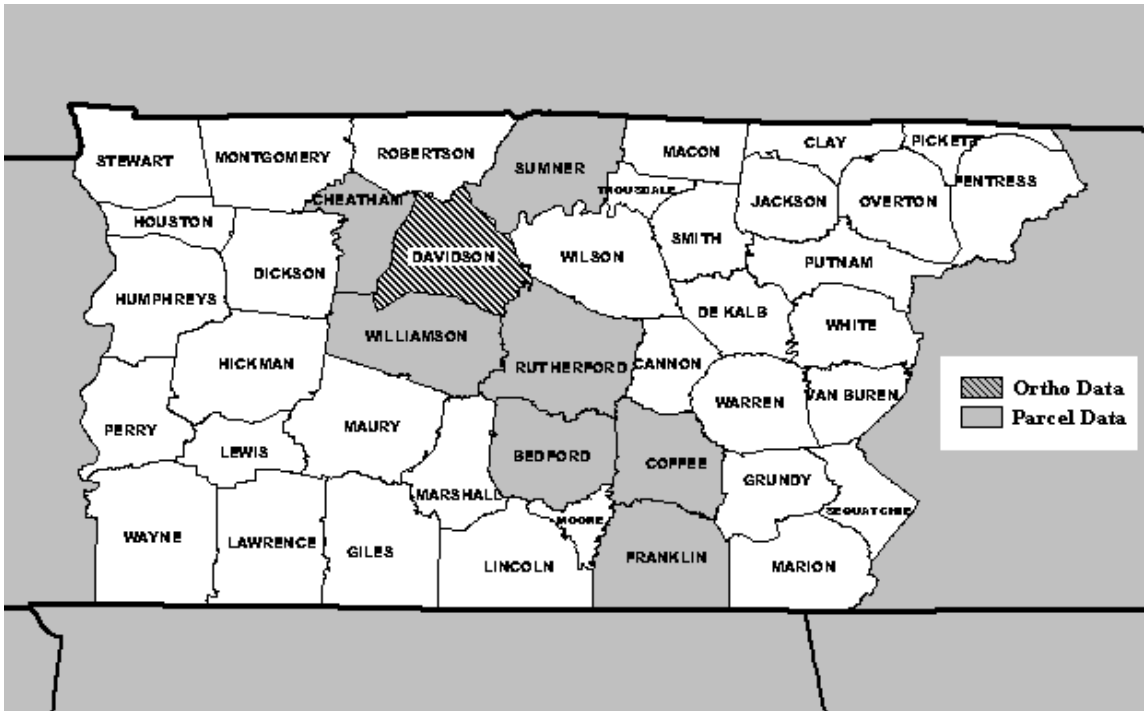 STEWART
MONTGOMERY
ROBERTSON
SUMNER
MACON
CLAY
PICKETT
FENTRESS
TROUSDALE
CHEATHAM
HOUSTON
JACKSON
OVERTON
SMITH
DAVIDSON
WILSON
PUTNAM
DICKSON
HUMPHREYS
DE KALB
WHITE
WILLIAMSON
RUTHERFORD
CANNON
HICKMAN
VAN BUREN
WARREN
PERRY
MAURY
LEWIS
BEDFORD
COFFEE
GRUNDY
MARSHALL
MOORE
SEQUATCHIE
WAYNE
LAWRENCE
GILES
LINCOLN
FRANKLIN
MARION
Ortho Data
Parcel Data